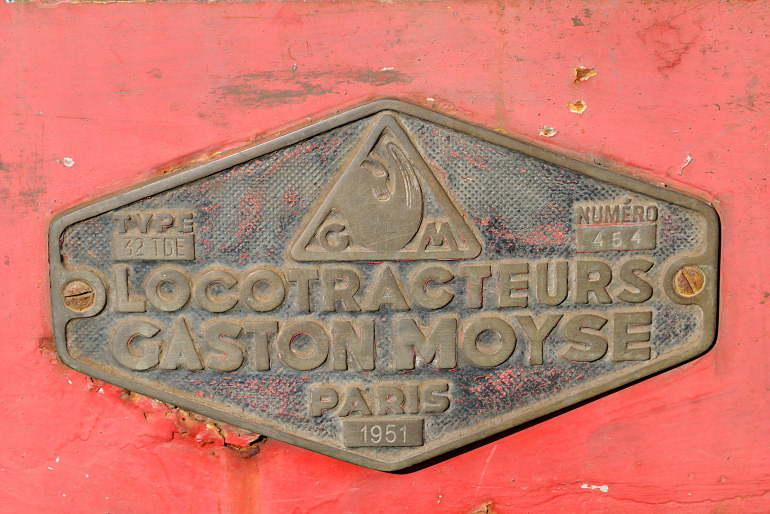 G M
TYPE
32 TDE
NUMÉRO
454
LOCOTRACTEURS
GASTON MOYSE
PARIS
1951